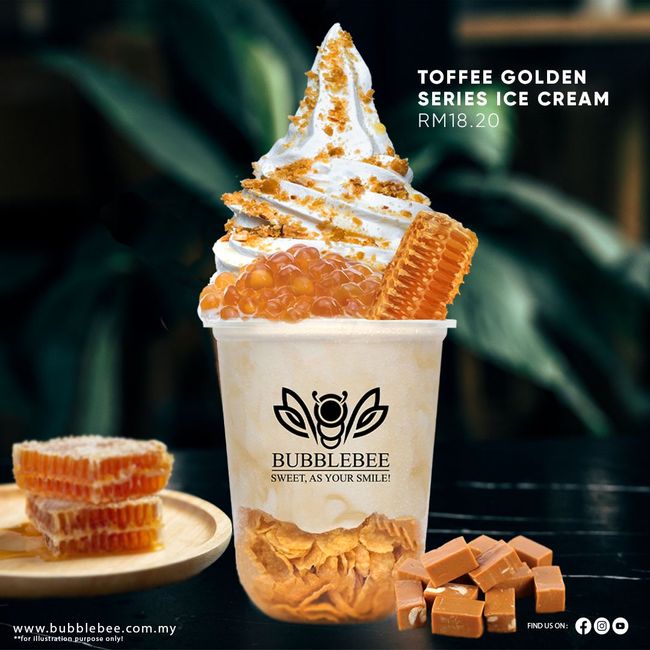 TOFFEE GOLDEN
SERIES ICE CREAM
RM18.20
BUBBLEBEE
SWEET, AS YOUR SMILE!
www.bubblebee.com.my
**for illustration purpose only!
FIND US ON :